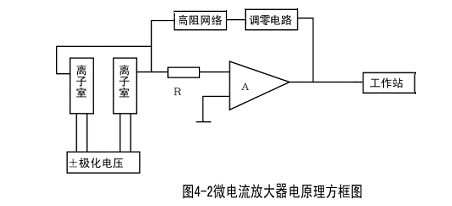 高阻网络
调零电路
离子室
离子室
R
A
工作站
±极化电压
图4-2微电流放大器电原理方框图